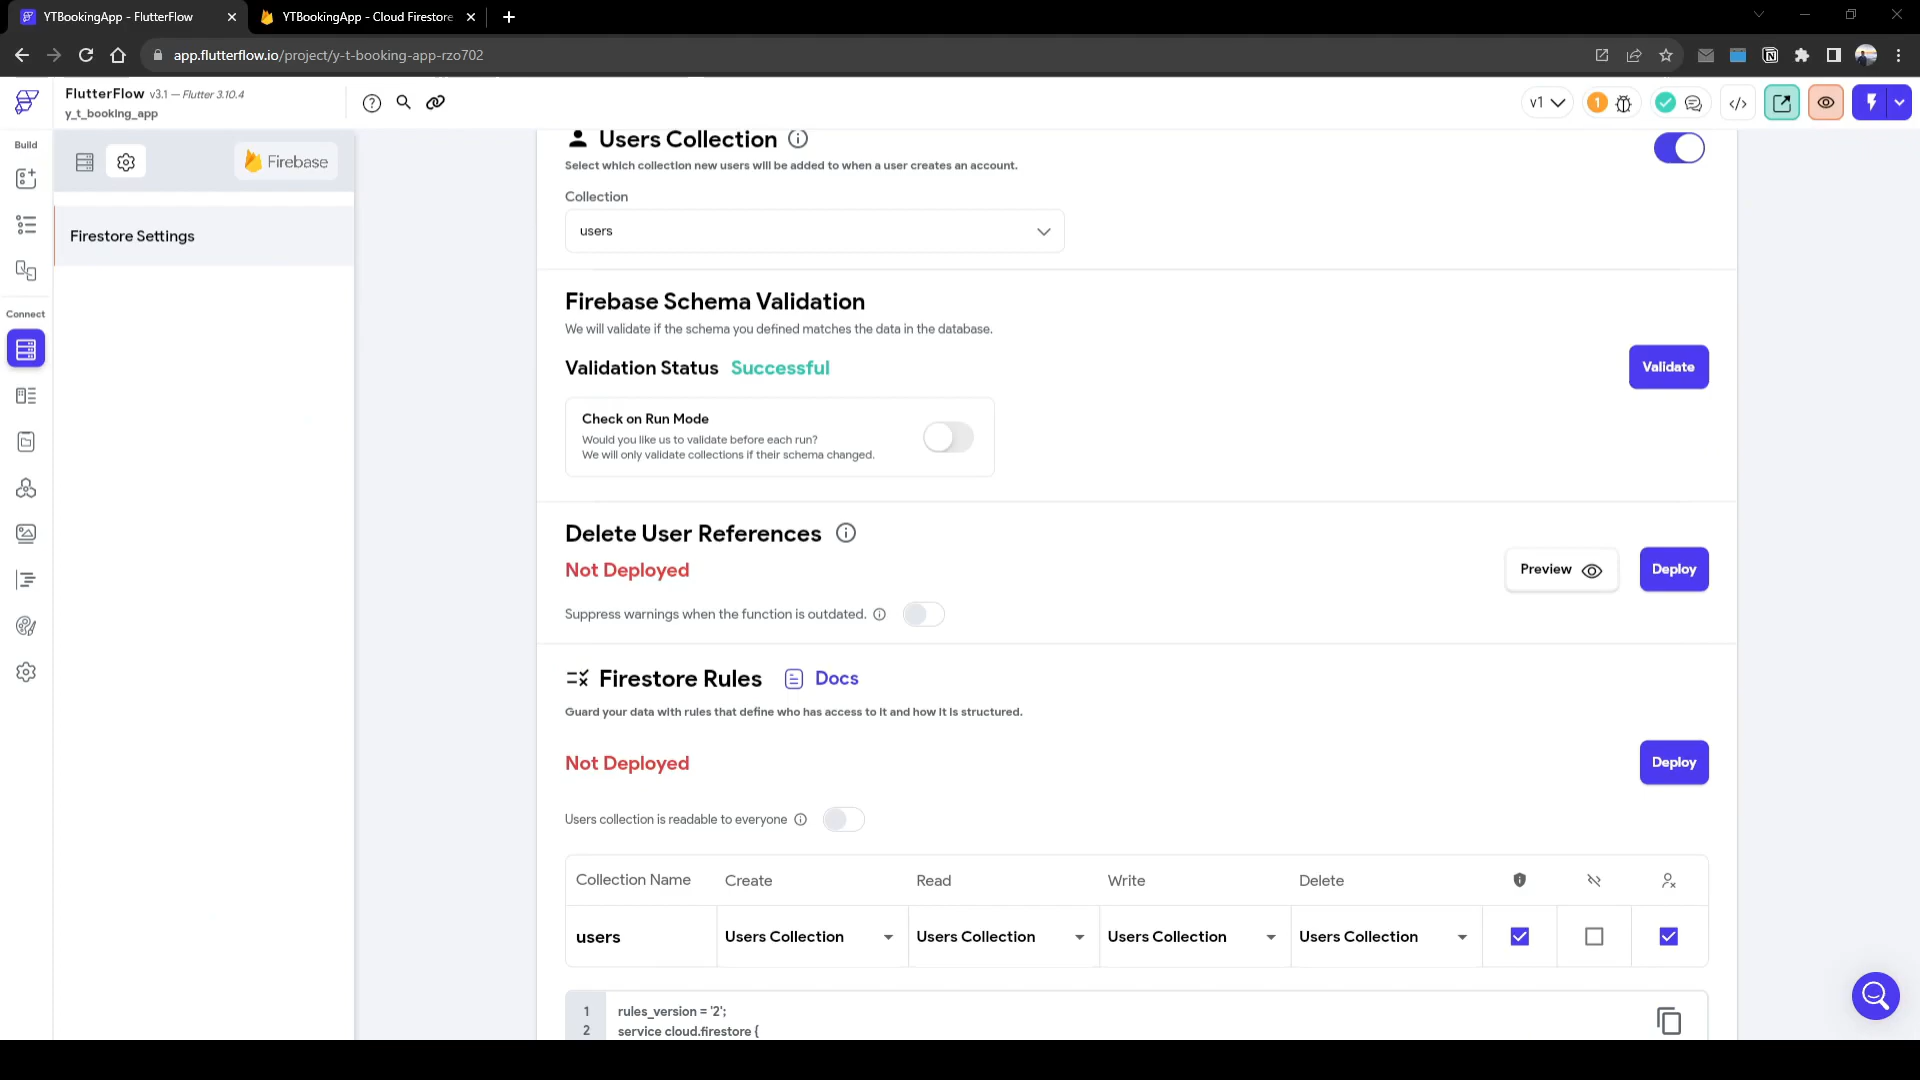 YTBookingApp - FlutterFlow
YTBookingApp - Cloud Firestore
app.flutterflow.io/project/y-t-booking-app-rzo702
FlutterFlow v3.1 — Flutter 3.10.4
y_t_booking_app
v1
1
Build
Firebase
Firestore Settings
Connect
Users Collection
Select which collection new users will be added to when a user creates an account.
Collection
users
Firebase Schema Validation
We will validate if the schema you defined matches the data in the database.
Validation Status Successful
Validate
Check on Run Mode
Would you like us to validate before each run?
We will only validate collections if their schema changed.
Delete User References
Not Deployed
Preview
Deploy
Suppress warnings when the function is outdated.
Firestore Rules Docs
Guard your data with rules that define who has access to it and how it is structured.
Not Deployed
Deploy
Users collection is readable to everyone
Collection Name Create Read Write Delete
users Users Collection Users Collection Users Collection Users Collection
1 rules_version = '2';
2 service cloud.firestore {